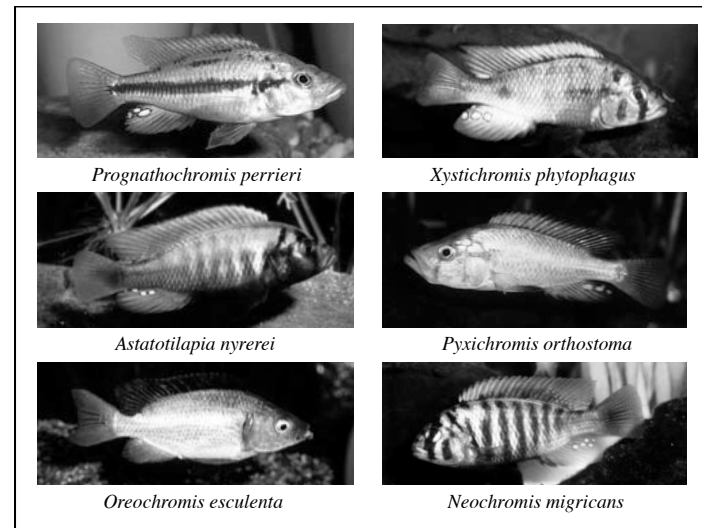 Prognathochromis perrieri
Xystichromis phytophagus
Astatotilapia nyrerei
Pyxichromis orthostoma
Oreochromis esculenta
Neochromis migricans